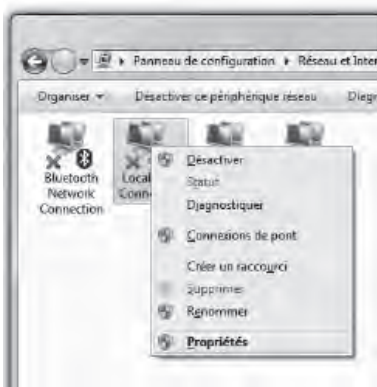 Panneau de configuration ▸ Réseau et Inter
Organiser Désactiver ce périphérique réseau Diagn
Bluetooth Network Connection
Local
Conn
Désactiver
Statut
Diagnostiquer
Connexions de pont
Créer un raccourci
Supprimer
Renommer
Propriétés